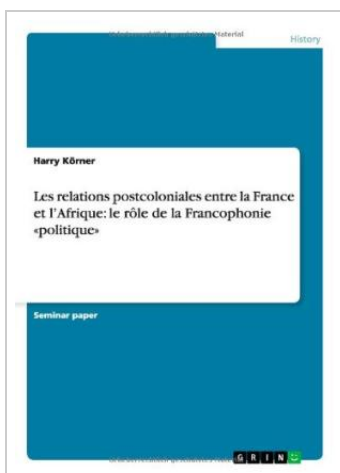 History
Harry Körner
Les relations postcoloniales entre la France
et l'Afrique: le rôle de la Francophonie
«politique»
Seminar paper
GRIN